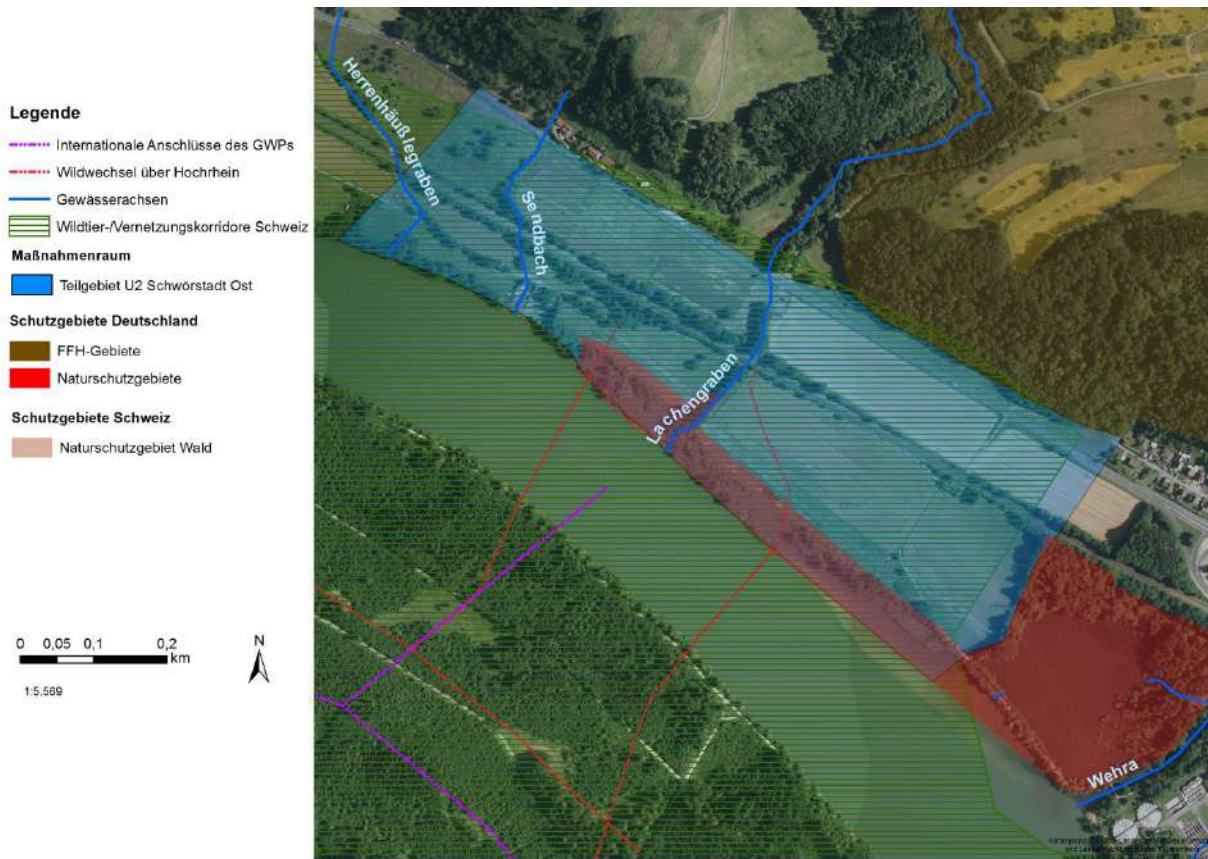 Legende
Internationale Anschlüsse des GWPs
Wildwechsel über Hochrhein
Gewässerachsen
Wildtier-/Vernetzungskorridore Schweiz
Maßnahmenraum
Teilgebiet U2 Schwörstadt Ost
Schutzgebiete Deutschland
FFH-Gebiete
Naturschutzgebiete
Schutzgebiete Schweiz
Naturschutzgebiet Wald
0 0,05 0,1 0,2
km
N
1:5.569
Herrenhäußlegraben
Sendbach
Lachengraben
Wehra